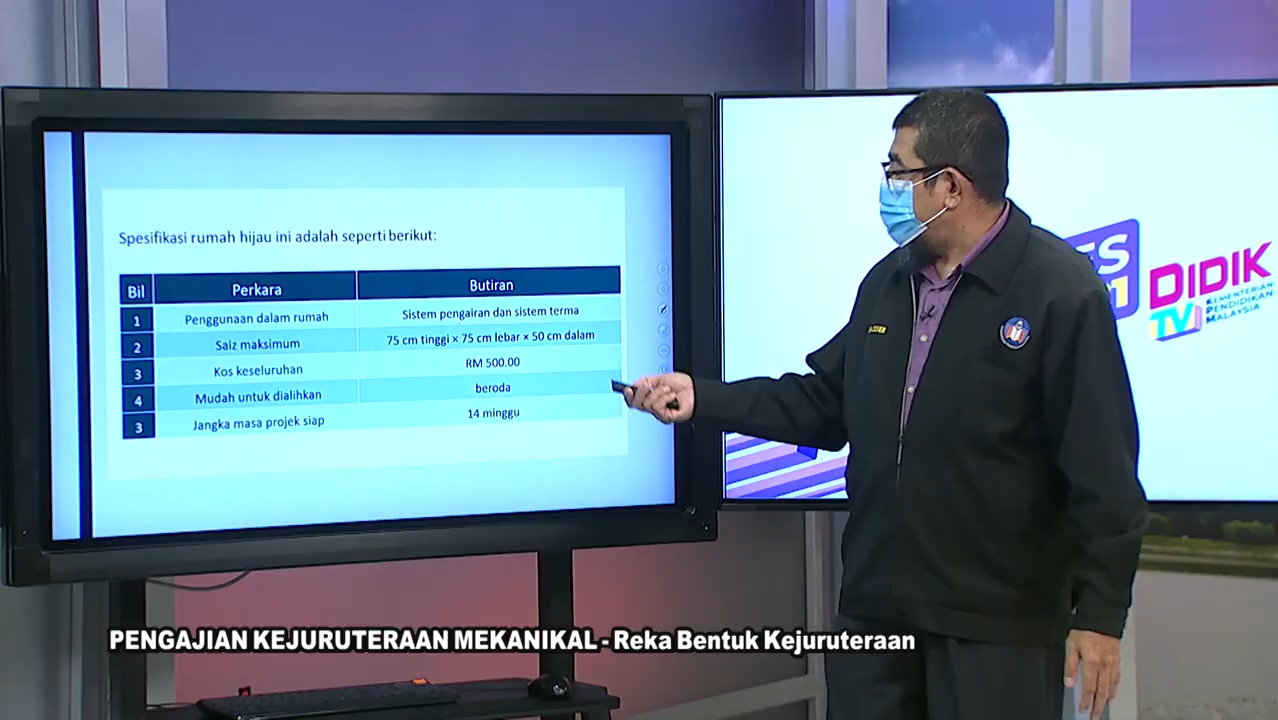 Spesifikasi rumah hijau ini adalah seperti berikut:
Bil Perkara Butiran
1 Penggunaan dalam rumah Sistem pengairan dan sistem terma
2 Saiz maksimum 75 cm tinggi × 75 cm lebar × 50 cm dalam
3 Kos keseluruhan RM 500.00
4 Mudah untuk dialihkan beroda
3 Jangka masa projek siap 14 minggu
DIDIK
TV
KEMENTERIAN
PENDIDIKAN
MALAYSIA
PENGAJIAN KEJURUTERAAN MEKANIKAL - Reka Bentuk Kejuruteraan